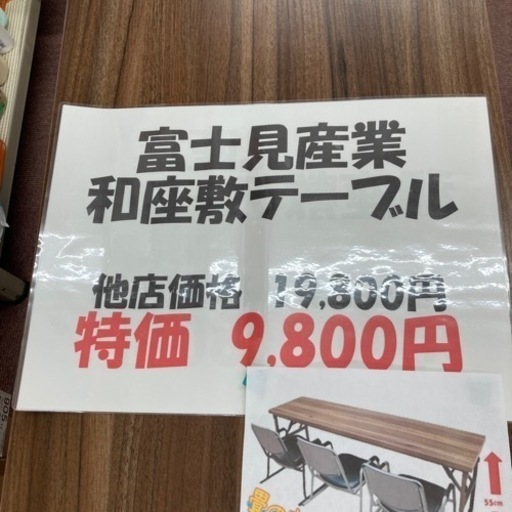 富士見産業
和座敷テーブル
他店価格 19,800円
特価 9,800円
55cm